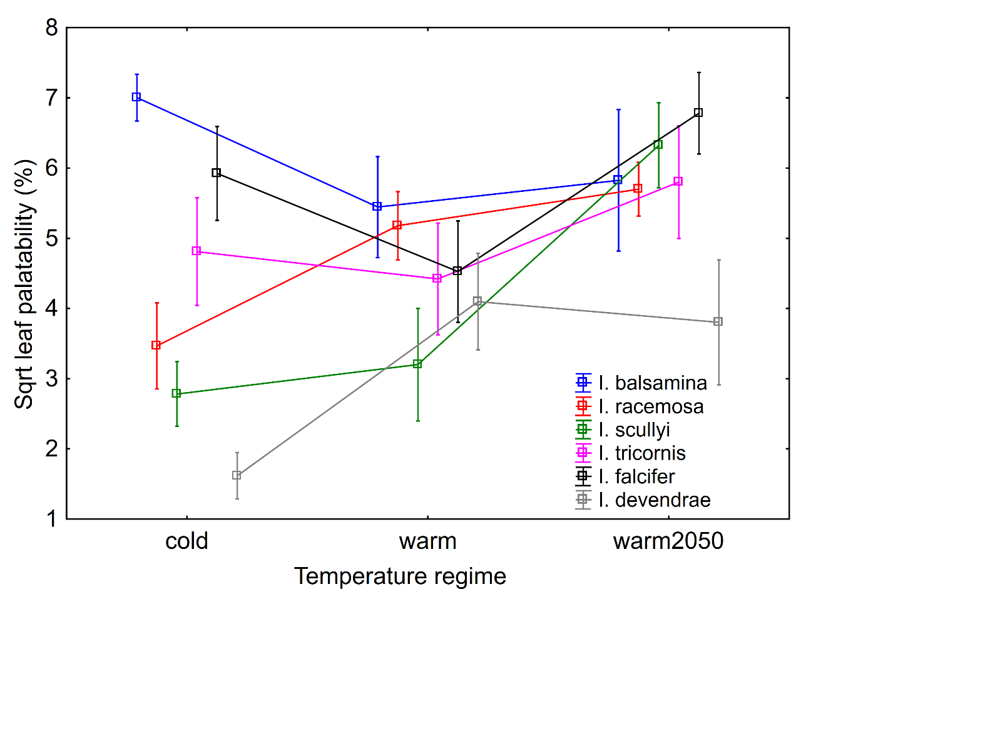 8
7
6
5
4
3
2
1
Sqrt leaf palatability (%)
I. balsamina
I. racemosa
I. scullyi
I. tricornis
I. falcifer
I. devendrae
cold warm warm2050
Temperature regime